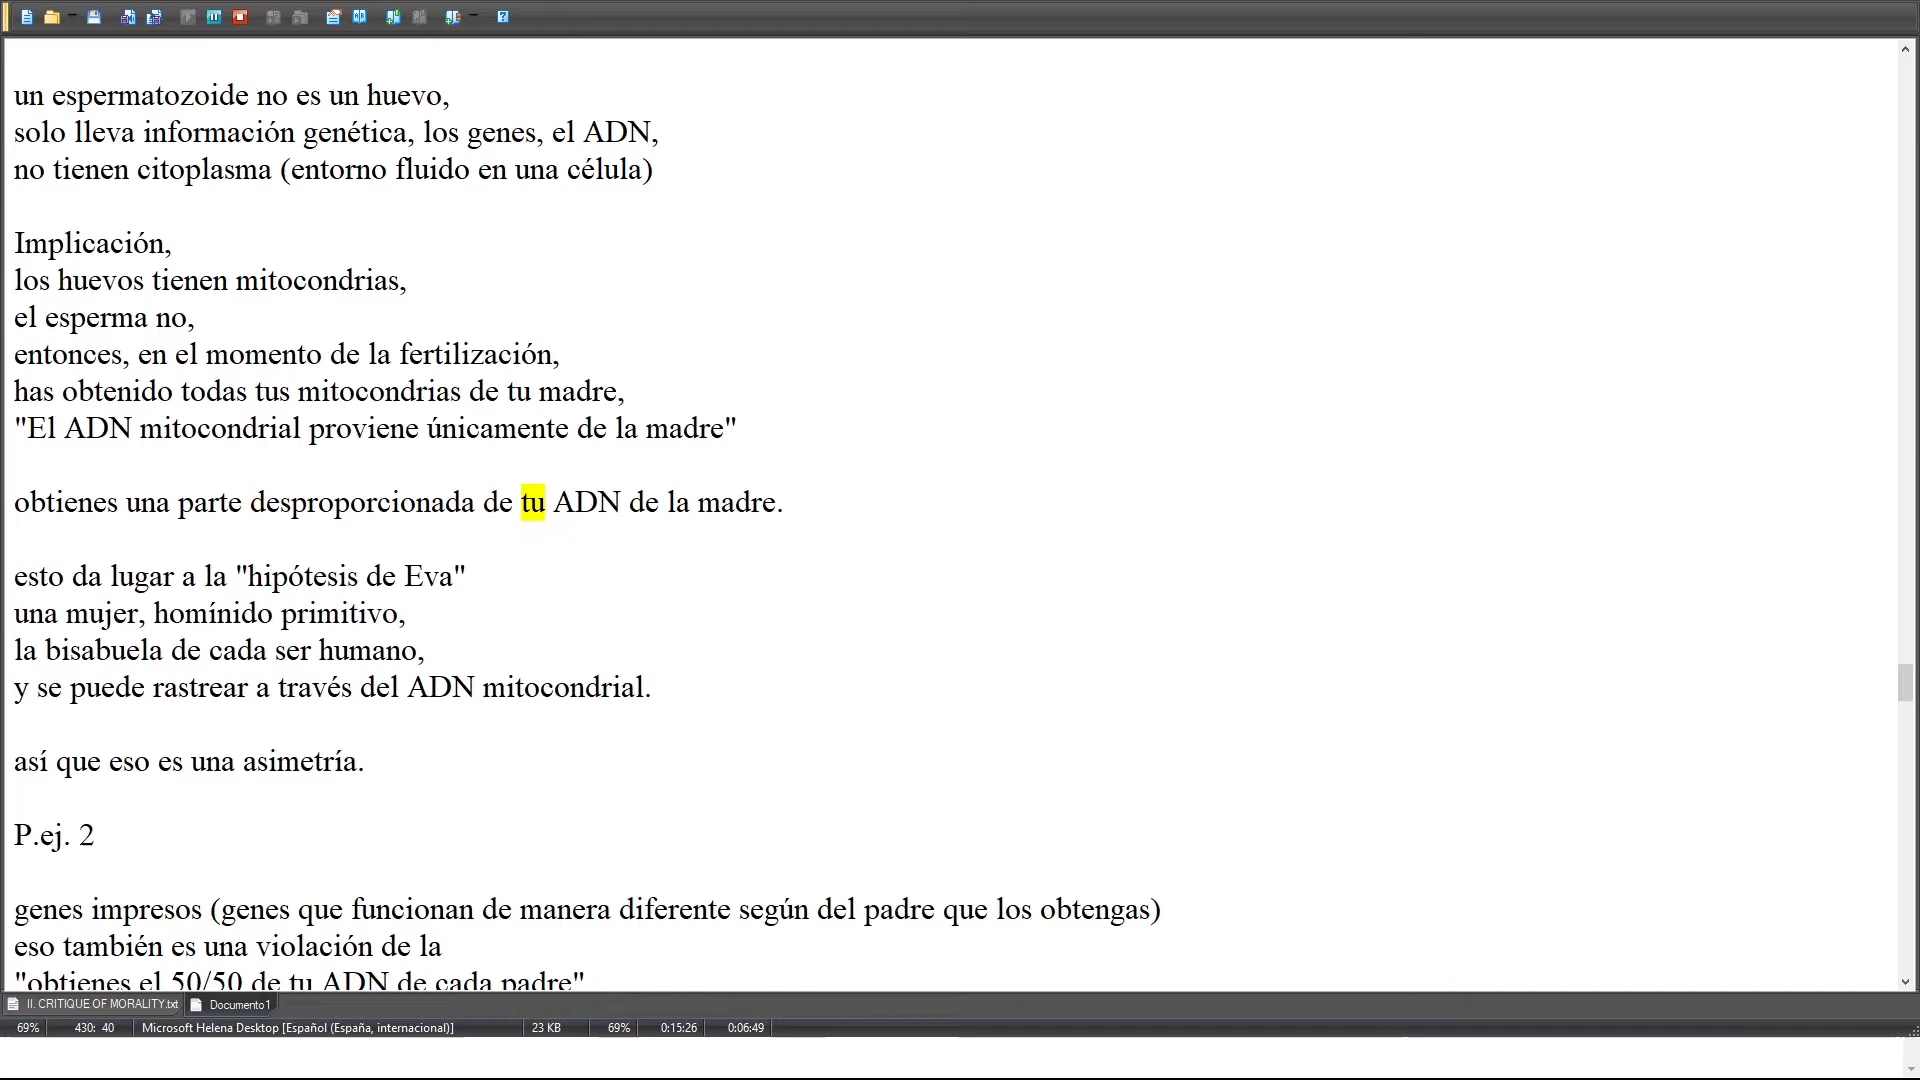 un espermatozoide no es un huevo,
solo lleva información genética, los genes, el ADN,
no tienen citoplasma (entorno fluido en una célula)
Implicación,
los huevos tienen mitocondrias,
el esperma no,
entonces, en el momento de la fertilización,
has obtenido todas tus mitocondrias de tu madre,
"El ADN mitocondrial proviene únicamente de la madre"
obtienes una parte desproporcionada de tu ADN de la madre.
esto da lugar a la "hipótesis de Eva"
una mujer, homínido primitivo,
la bisabuela de cada ser humano,
y se puede rastrear a través del ADN mitocondrial.
así que eso es una asimetría.
P.ej. 2
genes impresos (genes que funcionan de manera diferente según del padre que los obtengas)
eso también es una violación de la
"obtienes el 50/50 de tu ADN de cada padre"
II. CRITIQUE OF MORALITY.txt Documento1
69% 430: 40 Microsoft Helena Desktop [Español (España, internacional)] 23 KB 69% 0:15:26 0:06:49